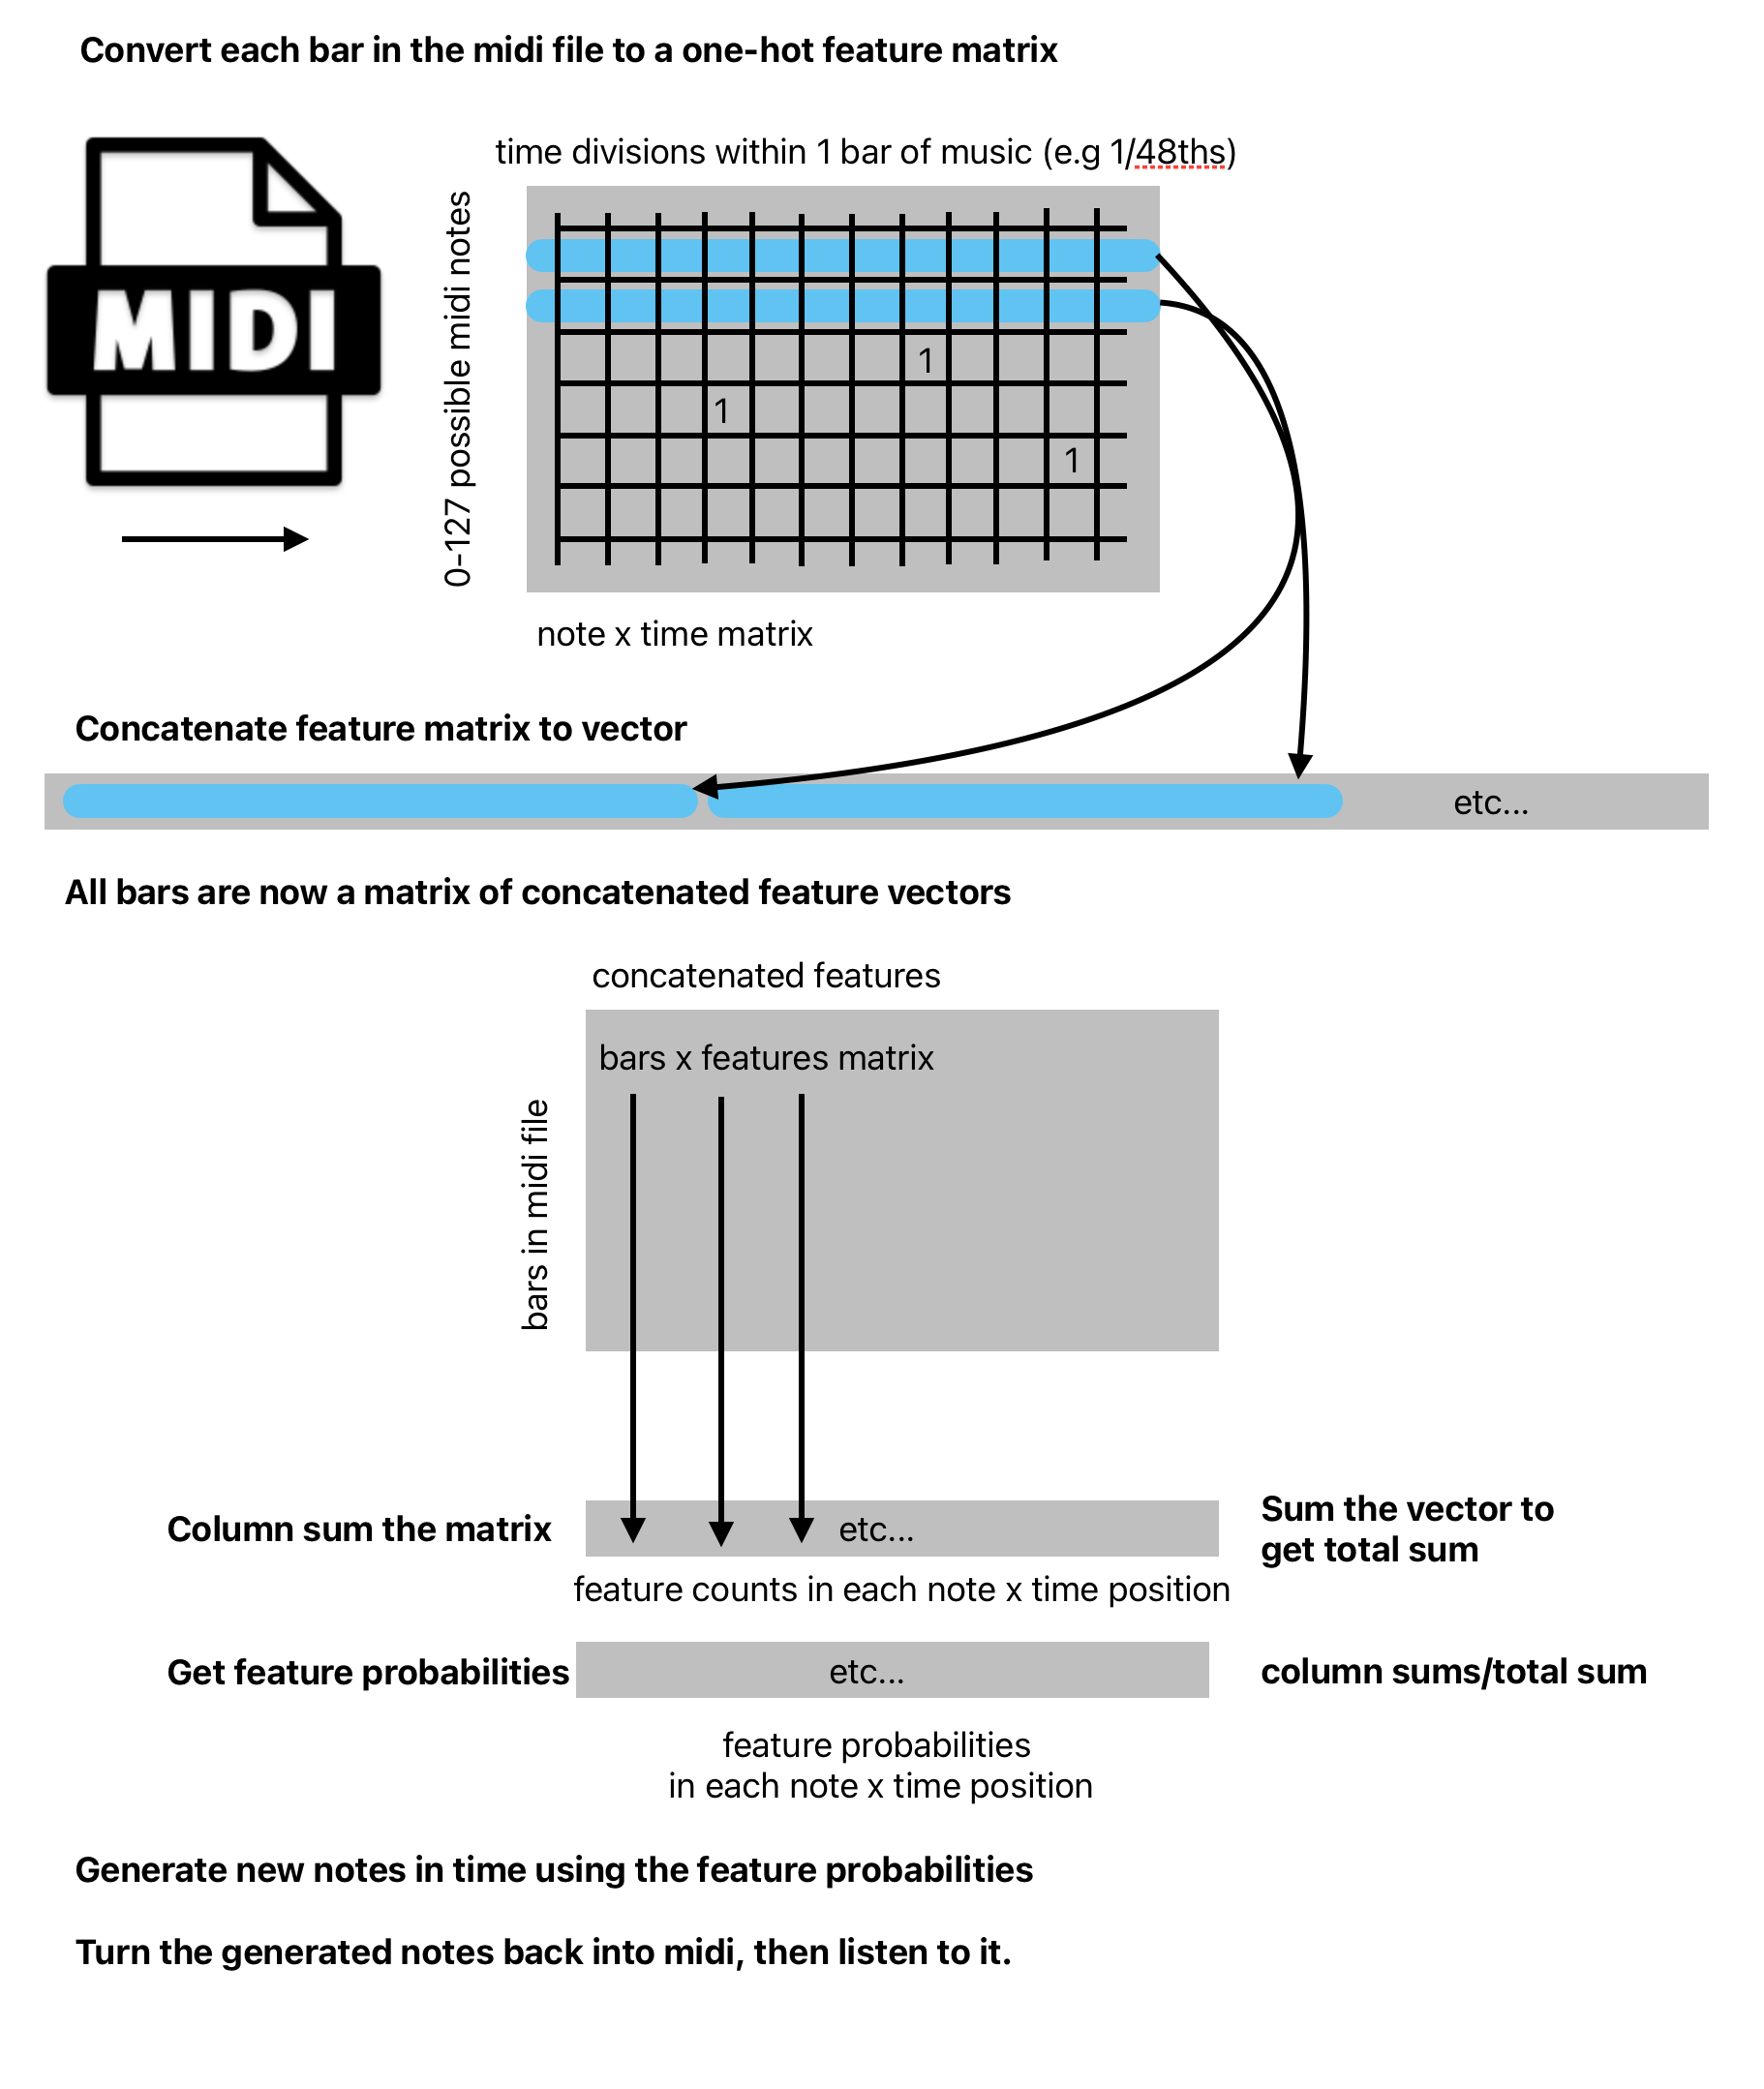 Convert each bar in the midi file to a one-hot feature matrix
time divisions within 1 bar of music (e.g 1/48ths)
MIDI
0-127 possible midi notes
1
1
1
note x time matrix
Concatenate feature matrix to vector
etc...
All bars are now a matrix of concatenated feature vectors
concatenated features
bars x features matrix
bars in midi file
Column sum the matrix
etc...
Sum the vector to
get total sum
feature counts in each note x time position
Get feature probabilities
etc...
column sums/total sum
feature probabilities
in each note x time position
Generate new notes in time using the feature probabilities
Turn the generated notes back into midi, then listen to it.